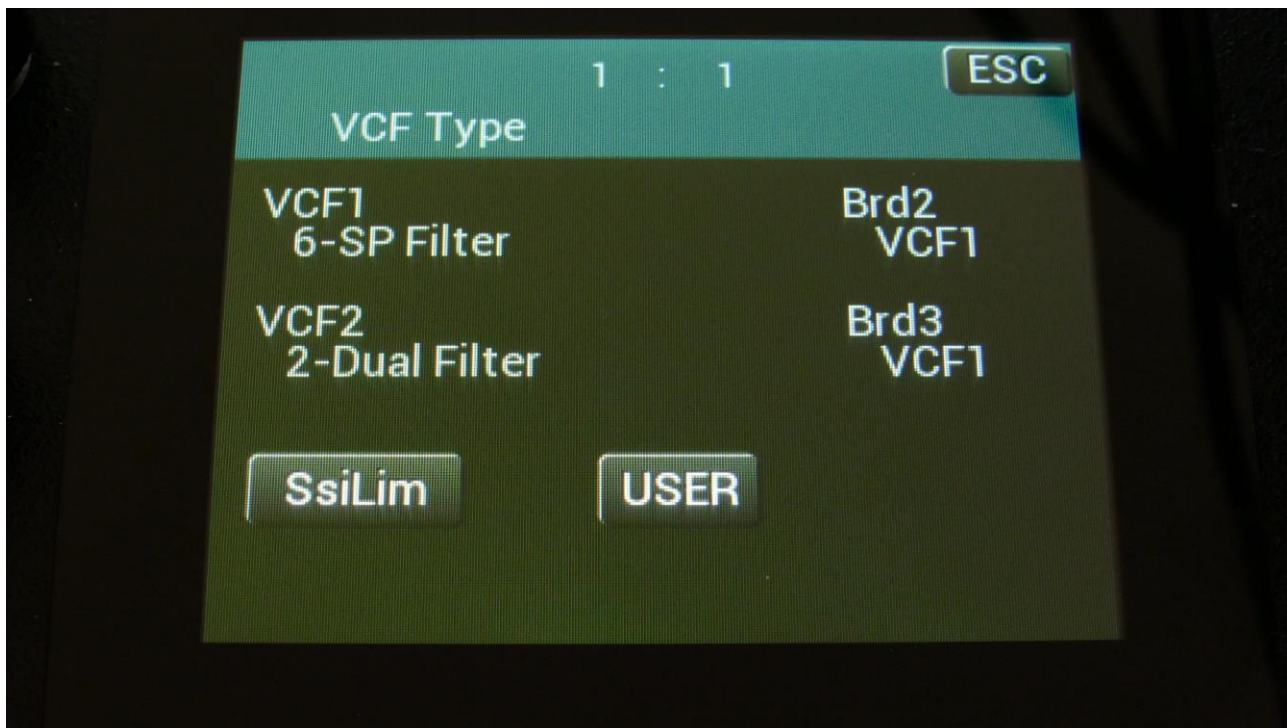 1 : 1
ESC
VCF Type
VCF1
6-SP Filter
Brd2
VCF1
VCF2
2-Dual Filter
Brd3
VCF1
SsiLim
USER